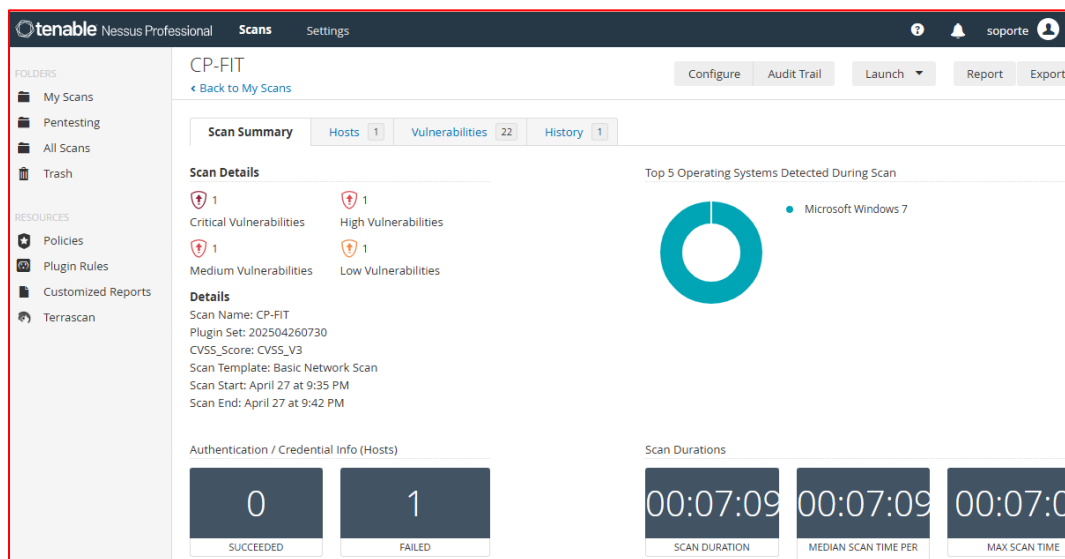 tenable Nessus Professional Scans Settings soporte
FOLDERS
My Scans
Pentesting
All Scans
Trash
RESOURCES
Policies
Plugin Rules
Customized Reports
Terrascan
CP-FIT
Back to My Scans
Configure Audit Trail Launch Report Export
Scan Summary Hosts 1 Vulnerabilities 22 History 1
Scan Details
1
Critical Vulnerabilities
1
High Vulnerabilities
1
Medium Vulnerabilities
1
Low Vulnerabilities
Details
Scan Name: CP-FIT
Plugin Set: 202504260730
CVSS_Score: CVSS_V3
Scan Template: Basic Network Scan
Scan Start: April 27 at 9:35 PM
Scan End: April 27 at 9:42 PM
Top 5 Operating Systems Detected During Scan
Microsoft Windows 7
Authentication / Credential Info (Hosts)
0
SUCCEEDED
1
FAILED
Scan Durations
00:07:09
SCAN DURATION
00:07:09
MEDIAN SCAN TIME PER
00:07:0
MAX SCAN TIME